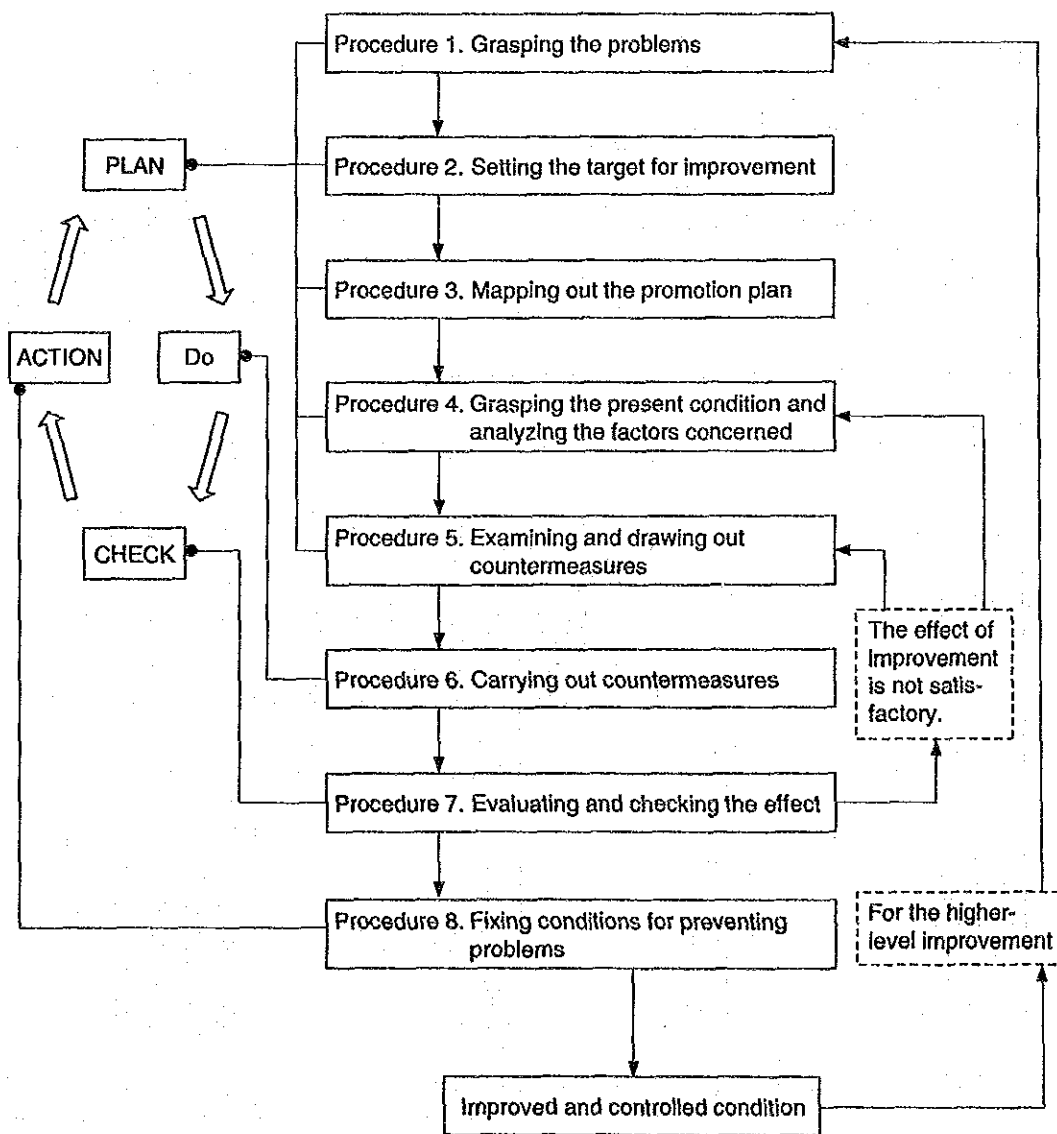 Procedure 1. Grasping the problems
PLAN
Procedure 2. Setting the target for improvement
Procedure 3. Mapping out the promotion plan
ACTION
Do
Procedure 4. Grasping the present condition and
analyzing the factors concerned
CHECK
Procedure 5. Examining and drawing out
countermeasures
The effect of
improvement
is not satis-
factory.
Procedure 6. Carrying out countermeasures
Procedure 7. Evaluating and checking the effect
Procedure 8. Fixing conditions for preventing
problems
For the higher-
level improvement
Improved and controlled condition